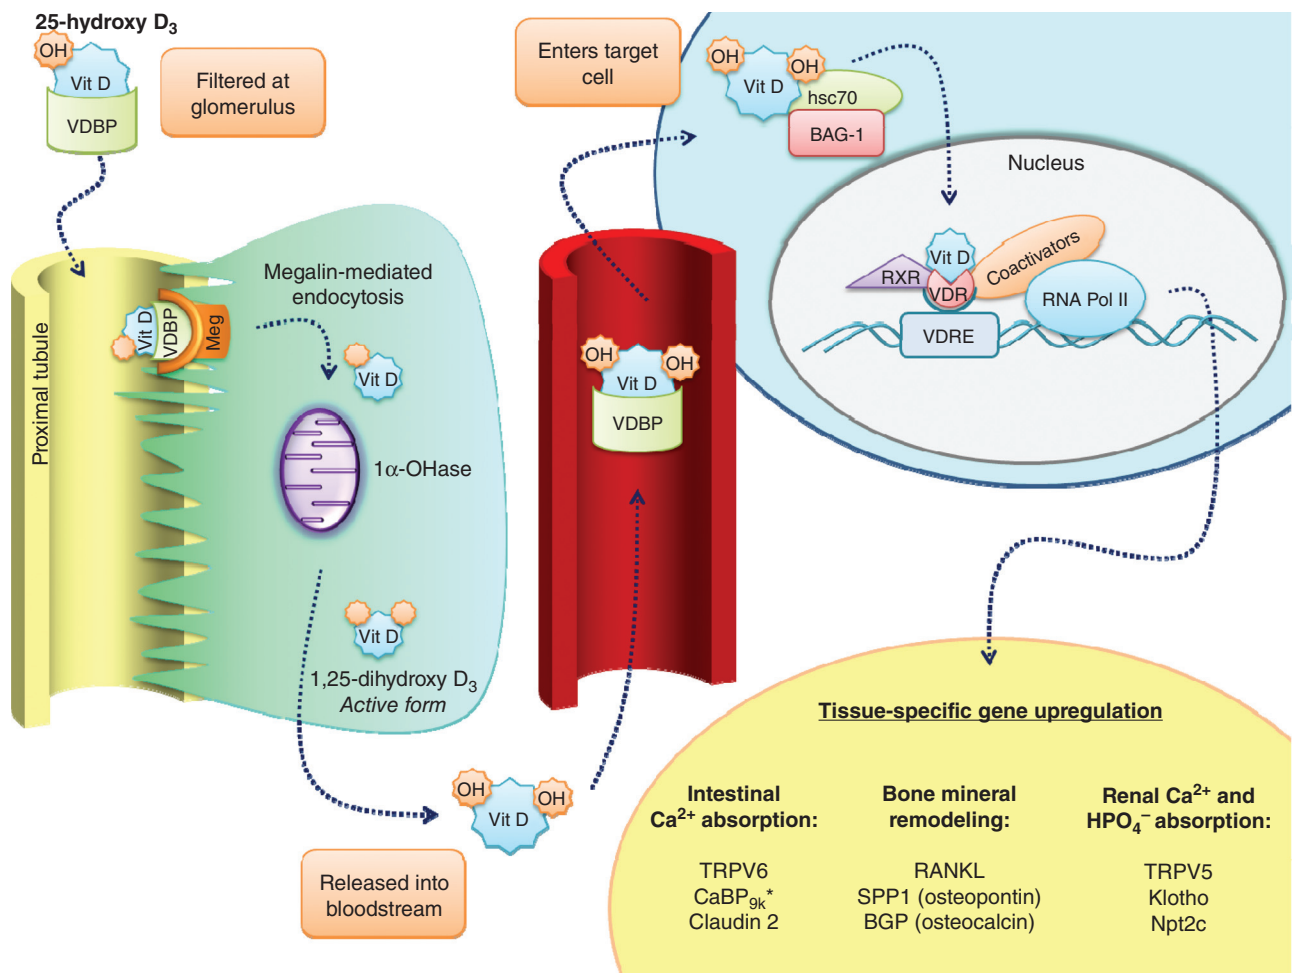 25-hydroxy D₃
OH
Vit D
VDBP
Filtered at
glomerulus
Proximal tubule
Vit D
VDBP
Meg
Megalin-mediated
endocytosis
Vit D
1α-OHase
Vit D
1,25-dihydroxy D₃
Active form
OH
Vit D
OH
Released into
bloodstream
OH
OH
Vit D
VDBP
Enters target
cell
OH
Vit D
OH
hsc70
BAG-1
Nucleus
Vit D
RXR
VDR
Coactivators
RNA Pol II
VDRE
Tissue-specific gene upregulation
Intestinal
Ca²⁺ absorption:
TRPV6
CaBP₉ₖ*
Claudin 2
Bone mineral
remodeling:
RANKL
SPP1 (osteopontin)
BGP (osteocalcin)
Renal Ca²⁺ and
HPO₄⁻ absorption:
TRPV5
Klotho
Npt2c